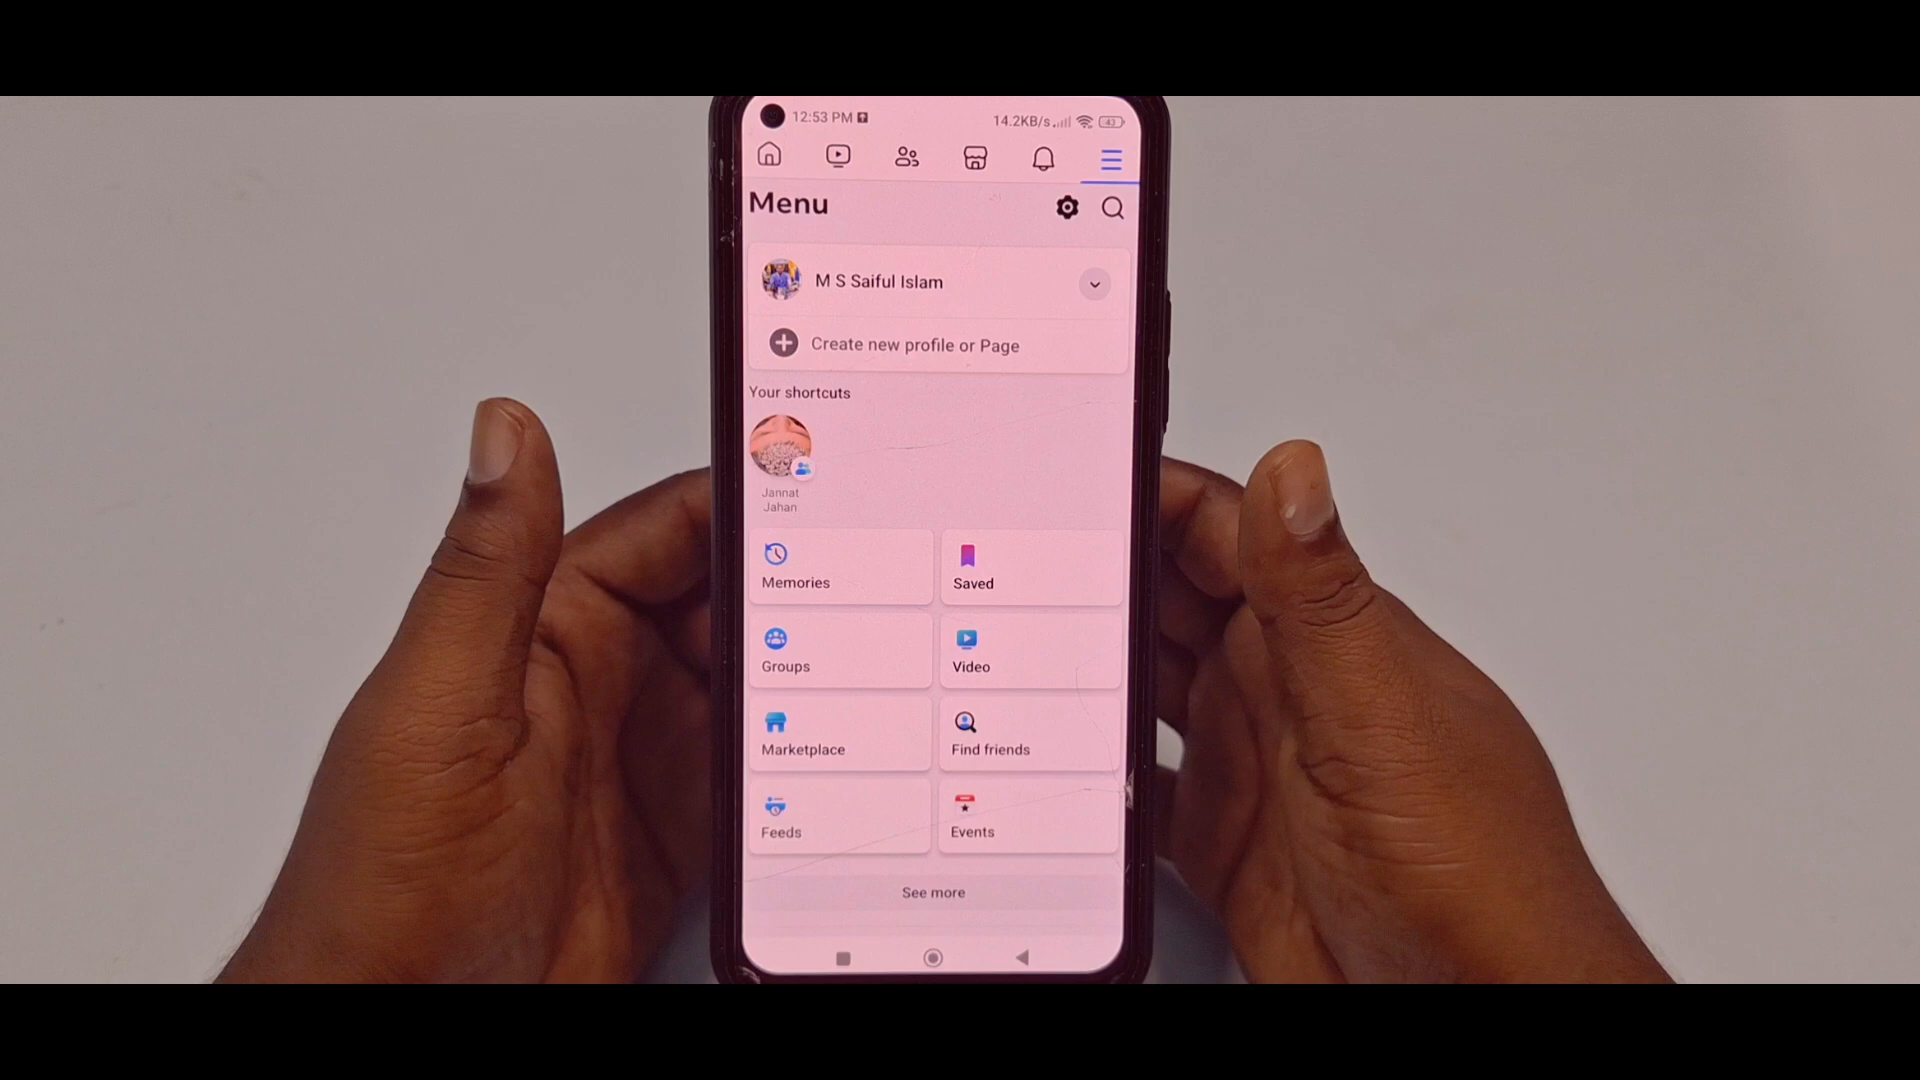 12:53 PM
14.2KB/s
43
Menu
M S Saiful Islam
Create new profile or Page
Your shortcuts
Jannat
Jahan
Memories
Saved
Groups
Video
Marketplace
Find friends
Feeds
Events
See more